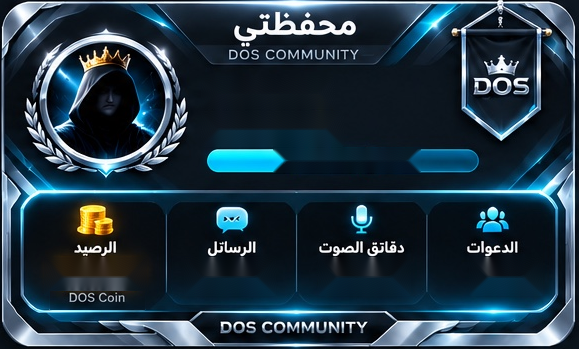 محفظتي
DOS COMMUNITY
DOS
الرصيد
الرسائل
دقائق الصوت
الدعوات
DOS Coin
DOS COMMUNITY